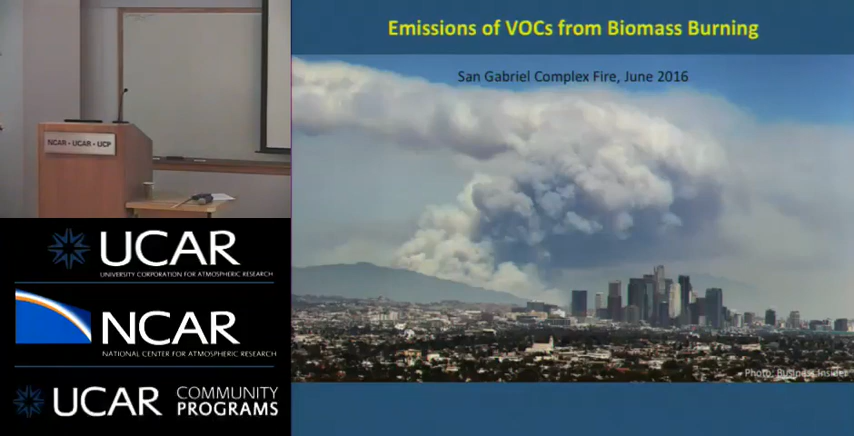 Emissions of VOCs from Biomass Burning
San Gabriel Complex Fire, June 2016
NCAR • UCAR • UCP
UCAR
UNIVERSITY CORPORATION FOR ATMOSPHERIC RESEARCH
NCAR
NATIONAL CENTER FOR ATMOSPHERIC RESEARCH
UCAR COMMUNITY
PROGRAMS
Photo: Business Insider